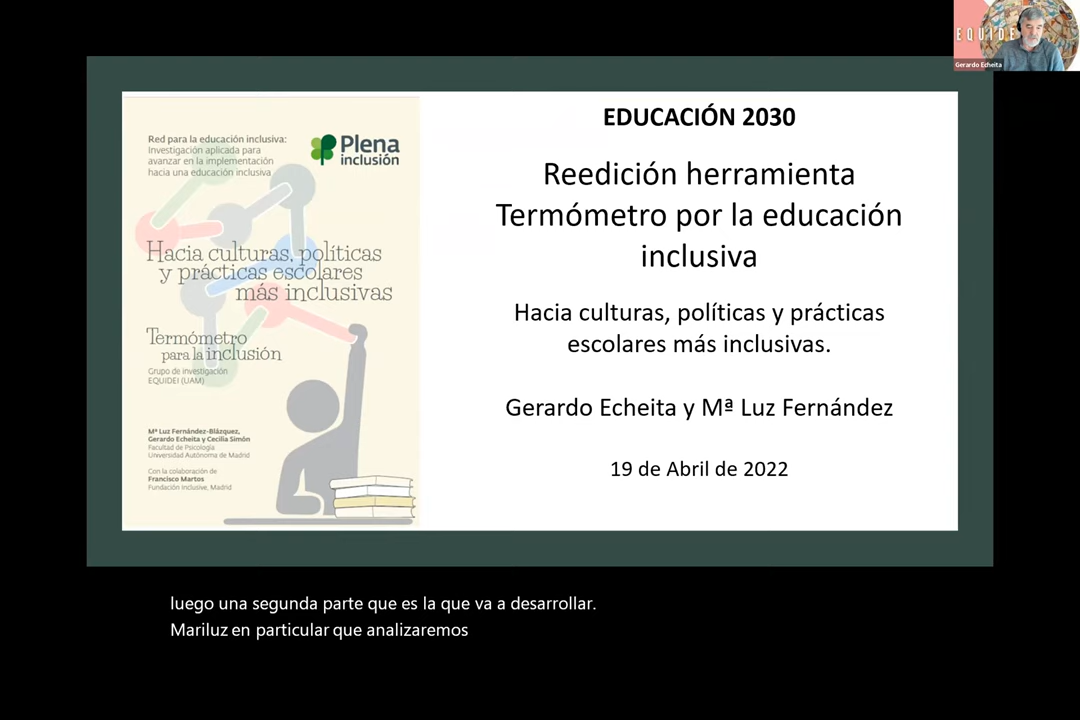 EQUIDE
Gerardo Echeita
Red para la educación inclusiva:
Investigación aplicada para
avanzar en la implementación
hacia una educación inclusiva
Plena
inclusión
Hacia culturas, políticas
y prácticas escolares
más inclusivas
Termómetro
para la inclusión
Grupo de investigación
EQUIDEI (UAM)
Mª Luz Fernández-Blázquez,
Gerardo Echeita y Cecilia Simón
Facultad de Psicología
Universidad Autónoma de Madrid
Con la colaboración de
Francisco Martos
Fundación Inclusive, Madrid
EDUCACIÓN 2030
Reedición herramienta
Termómetro por la educación
inclusiva
Hacia culturas, políticas y prácticas
escolares más inclusivas.
Gerardo Echeita y Mª Luz Fernández
19 de Abril de 2022
luego una segunda parte que es la que va a desarrollar.
Mariluz en particular que analizaremos